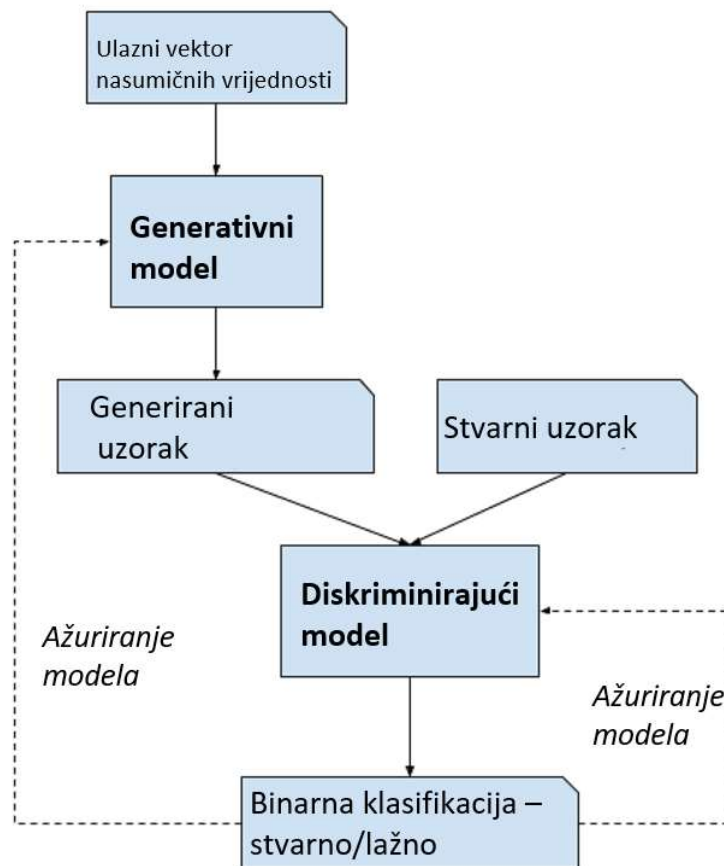 Ulazni vektor
nasumičnih vrijednosti
Generativni
model
Generirani
uzorak
Stvarni uzorak
Diskriminirajući
model
Ažuriranje
modela
Ažuriranje
modela
Binarna klasifikacija –
stvarno/lažno